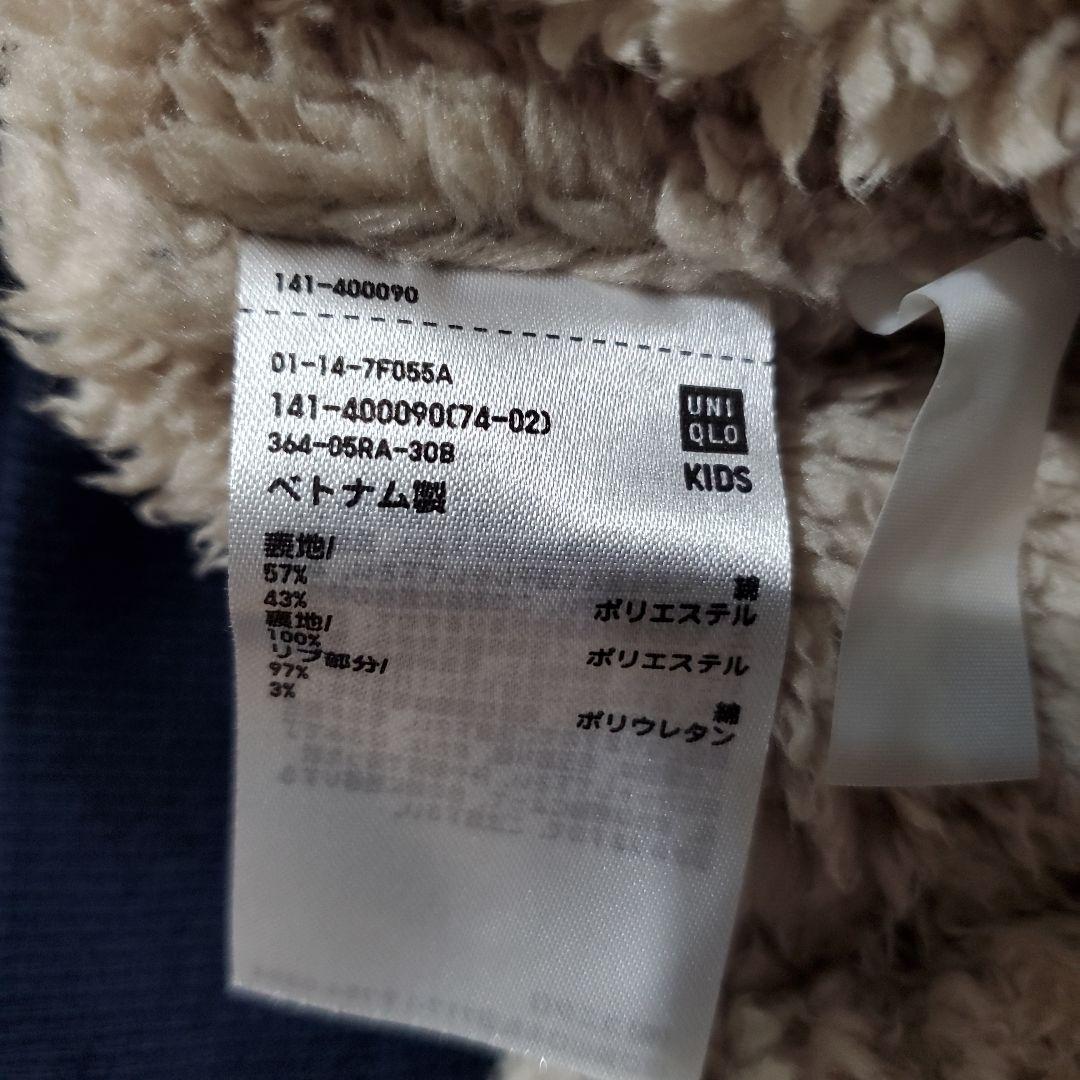 141-400090
01-14-7F055A
141-400090(74-02)
364-05RA-30B
ベトナム製
UNI
QLO
KIDS
表地/
57% 綿
43% ポリエステル
裏地/
100% ポリエステル
リブ部分/
97% 綿
3% ポリウレタン